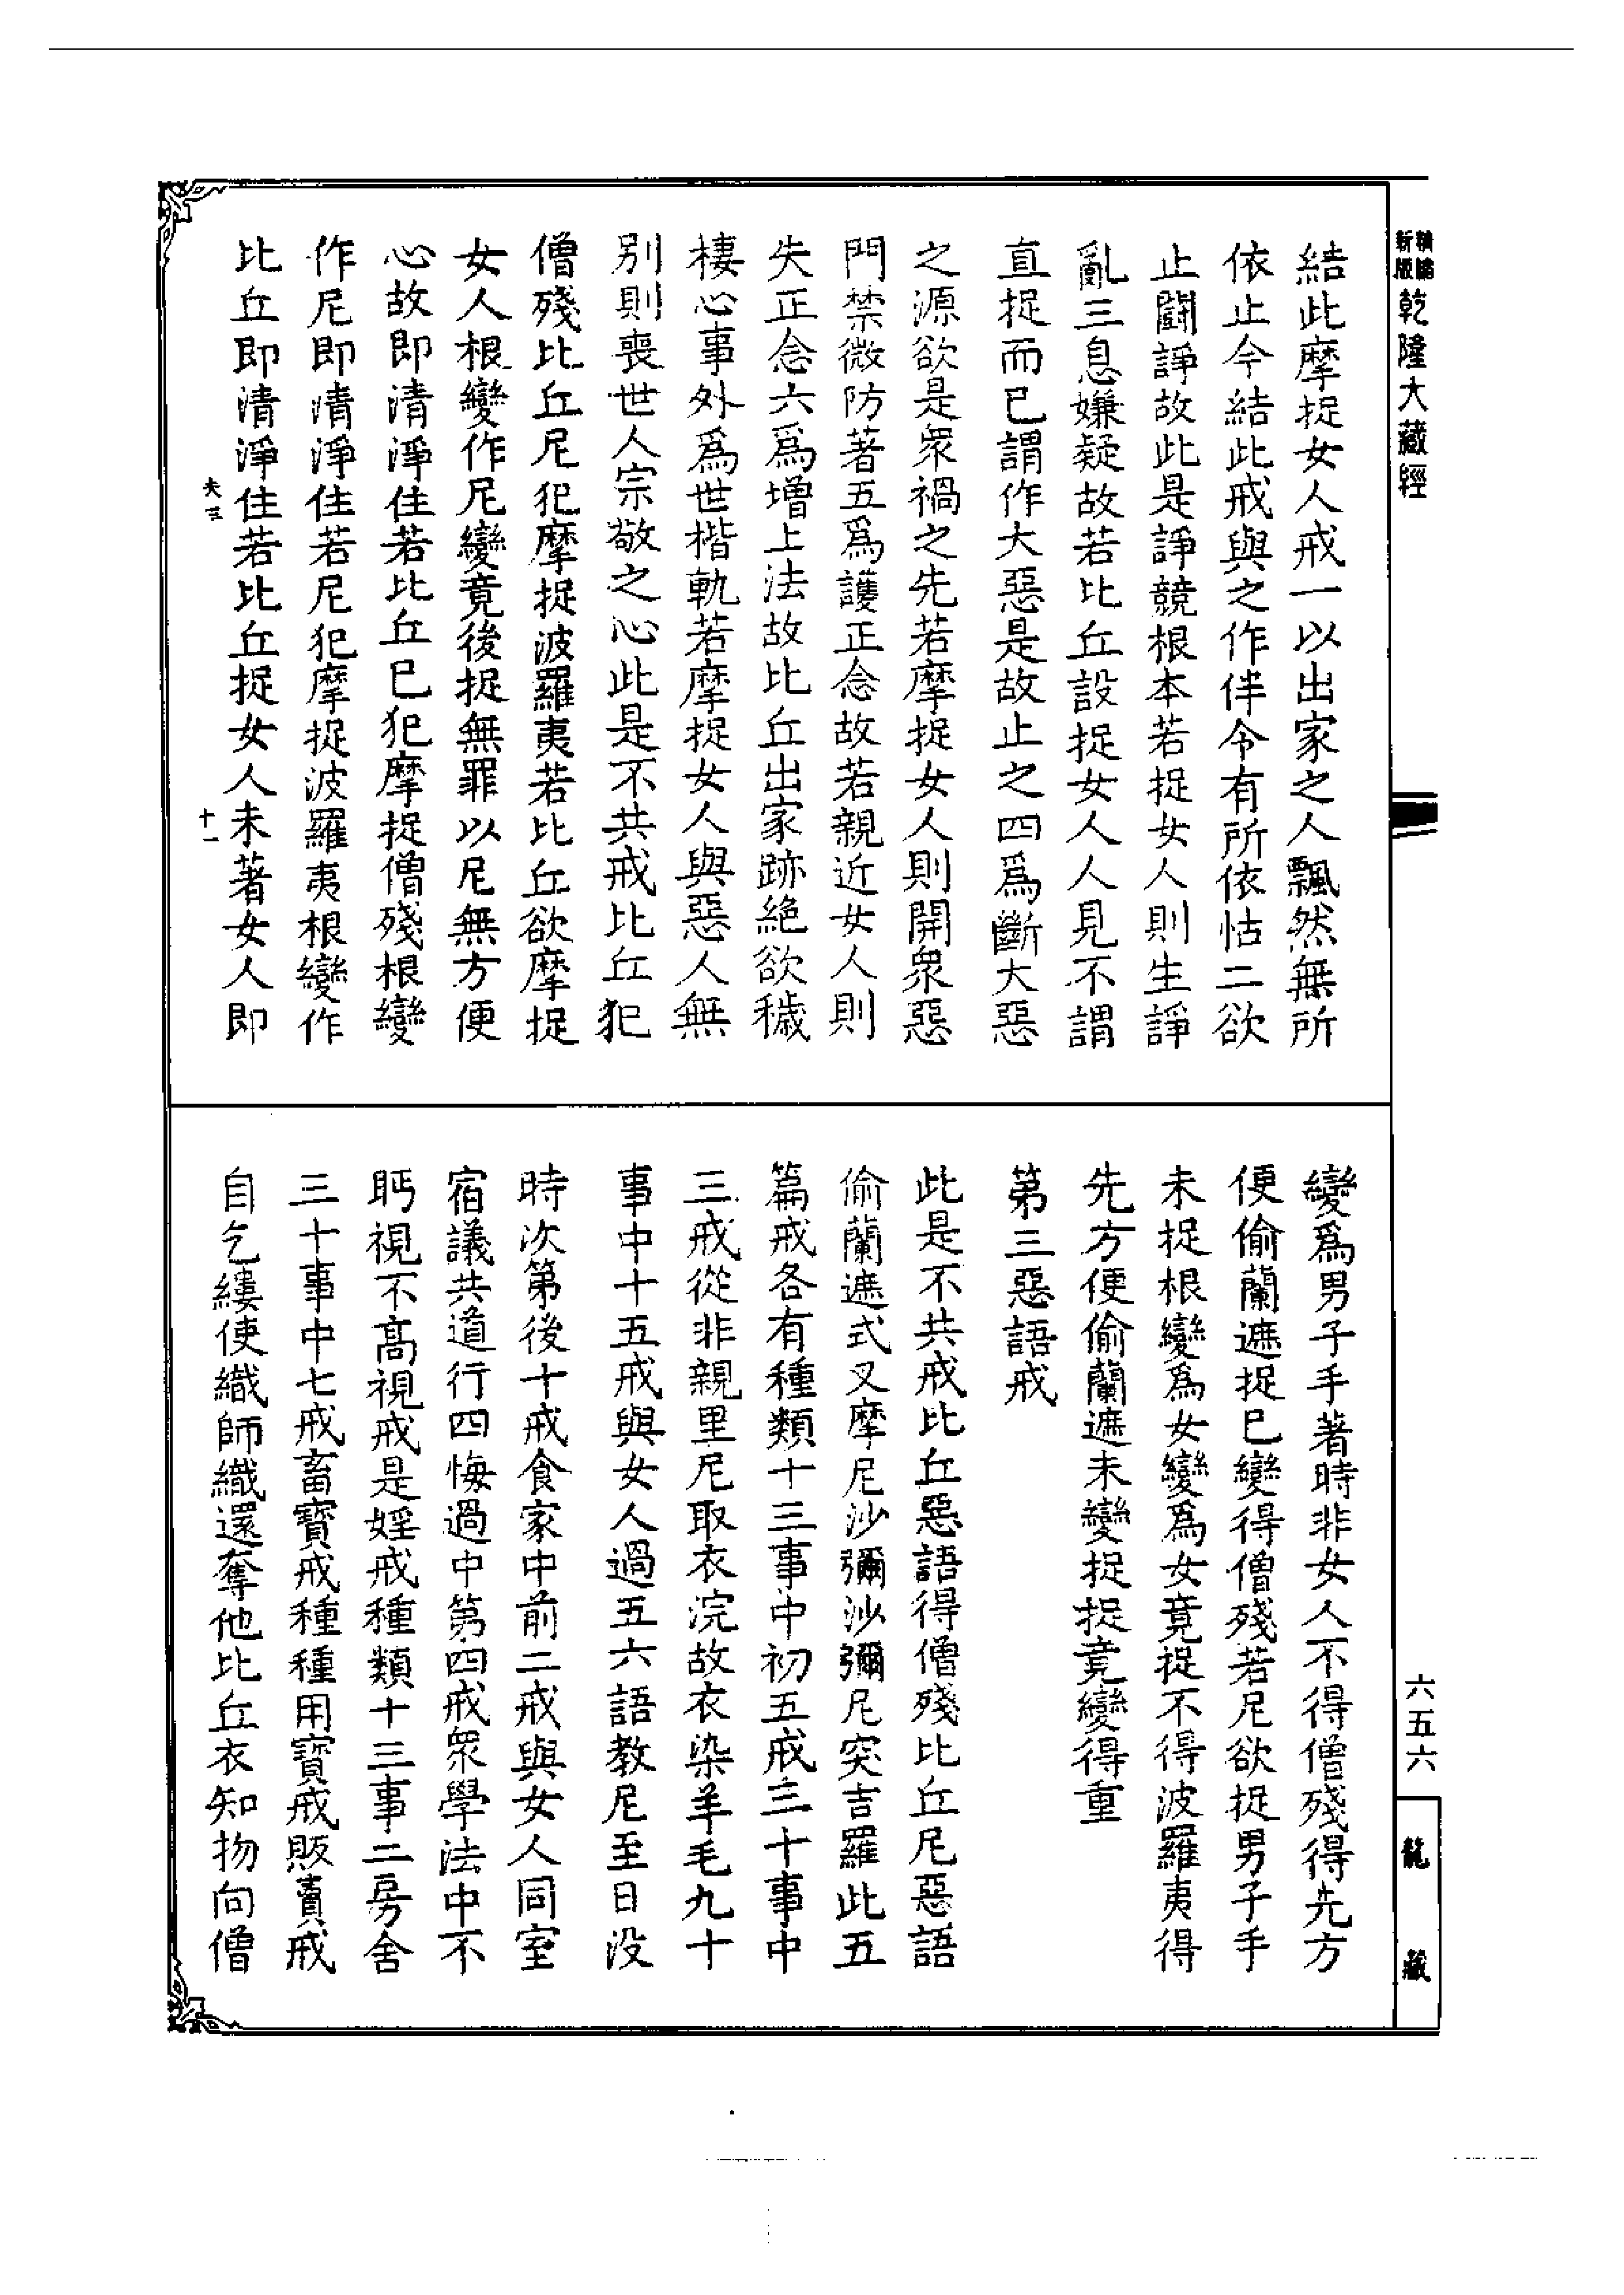 新版精縮乾隆大藏經
結此摩捉女人戒一以出家之人飄然無所
依止今結此戒與之作伴令有所依怙二欲
止鬬諍故此是諍競根本若捉女人則生諍
亂三息嫌疑故若比丘設捉女人人見不謂
直捉而已謂作大惡是故止之四爲斷大惡
之源欲是衆禍之先若摩捉女人則開衆惡
門禁微防著五爲護正念故若親近女人則
失正念六爲增上法故比丘出家跡絶欲穢
棲心事外爲世楷軌若摩捉女人與惡人無
别則喪世人宗敬之心此是不共戒比丘犯
僧殘比丘尼犯摩捉波羅夷若比丘欲摩捉
女人根變作尼變竟後捉無罪以尼無方便
心故即清淨住若比丘已犯摩捉僧殘根變
作尼即清淨住若尼犯摩捉波羅夷根變作
比丘即清淨住若比丘捉女人未著女人即
夫三
十一
變爲男子手著時非女人不得僧殘得先方
便偷蘭遮捉已變得僧殘若尼欲捉男子手
未捉根變爲女變爲女竟捉不得波羅夷得
先方便偷蘭遮未變捉捉竟變得重
第三惡語戒
此是不共戒比丘惡語得僧殘比丘尼惡語
偷蘭遮式叉摩尼沙彌沙彌尼突吉羅此五
篇戒各有種類十三事中初五戒三十事中
三戒從非親里尼取衣浣故衣染羊毛九十
事中十五戒與女人過五六語教尼至日没
時次第後十戒食家中前二戒與女人同室
宿議共道行四悔過中第四戒衆學法中不
眄視不高視戒是婬戒種類十三事二房舍
三十事中七戒畜寶戒種種用寶戒販賣戒
自乞縷使織師織還奪他比丘衣知物向僧
六五六
龍藏